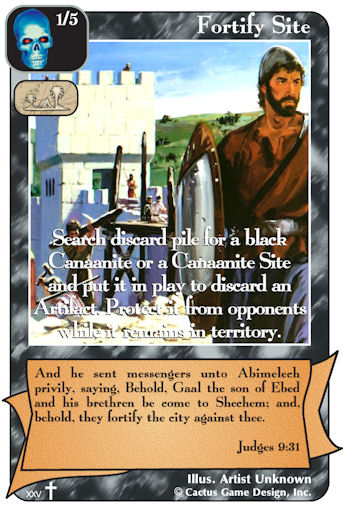 1/5
Fortify Site
Search discard pile for a black
Canaanite or a Canaanite Site
and put it in play to discard an
Artifact. Protect it from opponents
while it remains in territory.
And he sent messengers unto Abimelech
privily, saying, Behold, Gaal the son of Ebed
and his brethren be come to Shechem; and,
behold, they fortify the city against thee.
Judges 9:31
Illus. Artist Unknown
XXV
© Cactus Game Design, Inc.